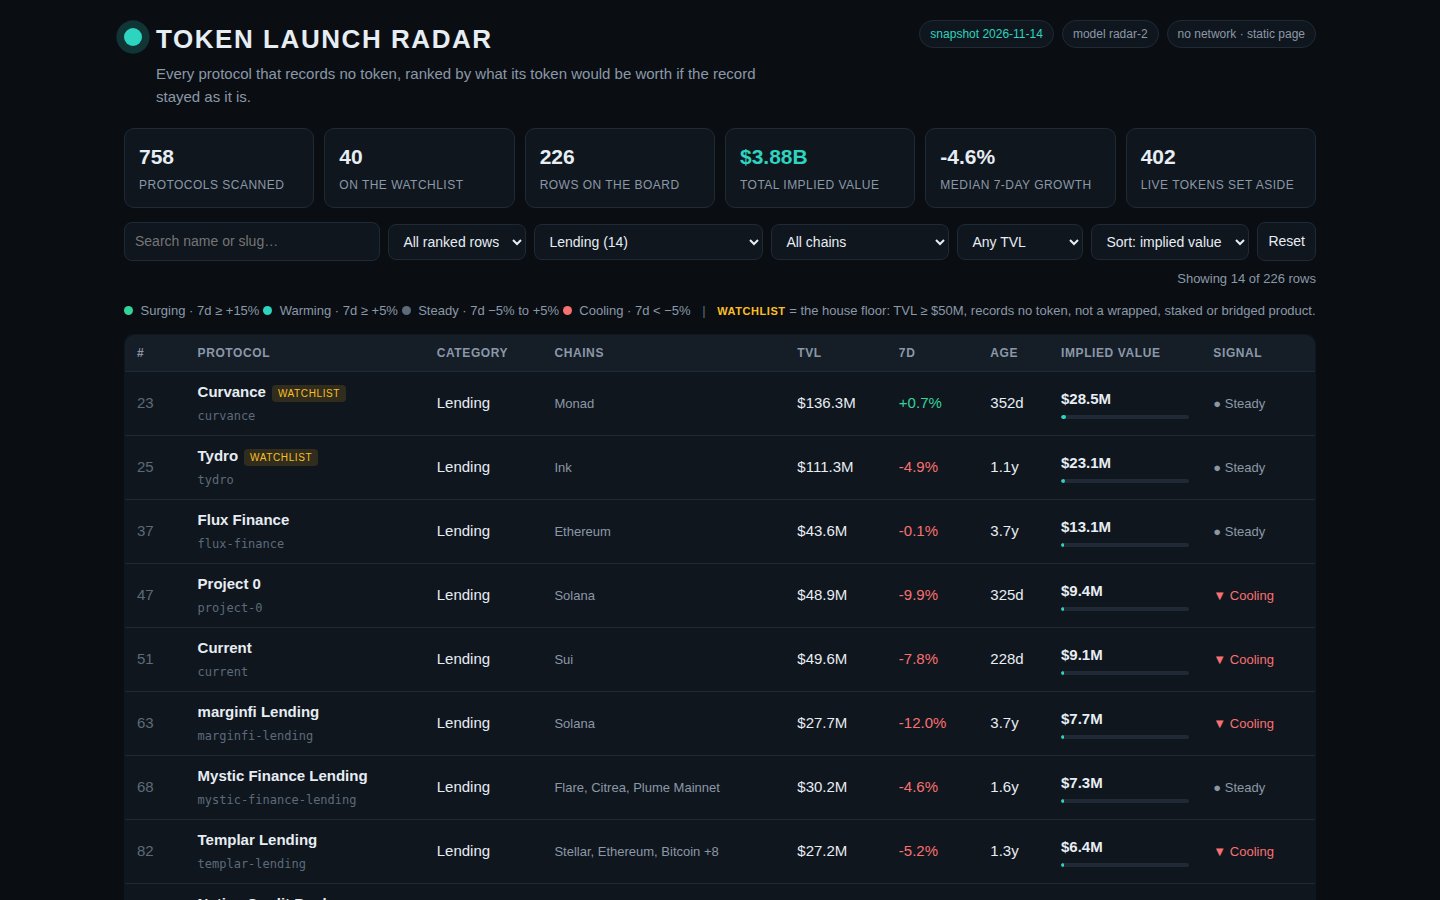 TOKEN LAUNCH RADAR
snapshot 2026-11-14
model radar-2
no network · static page
Every protocol that records no token, ranked by what its token would be worth if the record
stayed as it is.
758
PROTOCOLS SCANNED
40
ON THE WATCHLIST
226
ROWS ON THE BOARD
$3.88B
TOTAL IMPLIED VALUE
-4.6%
MEDIAN 7-DAY GROWTH
402
LIVE TOKENS SET ASIDE
Search name or slug…
All ranked rows
Lending (14)
All chains
Any TVL
Sort: implied value
Reset
Showing 14 of 226 rows
Surging · 7d ≥ +15% Warming · 7d ≥ +5% Steady · 7d −5% to +5% Cooling · 7d < −5% | WATCHLIST = the house floor: TVL ≥ $50M, records no token, not a wrapped, staked or bridged product.
# PROTOCOL CATEGORY CHAINS TVL 7D AGE IMPLIED VALUE SIGNAL
23 Curvance WATCHLIST Lending Monad $136.3M +0.7% 352d $28.5M ● Steady
curvance
25 Tydro WATCHLIST Lending Ink $111.3M -4.9% 1.1y $23.1M ● Steady
tydro
37 Flux Finance Lending Ethereum $43.6M -0.1% 3.7y $13.1M ● Steady
flux-finance
47 Project 0 Lending Solana $48.9M -9.9% 325d $9.4M ▼ Cooling
project-0
51 Current Lending Sui $49.6M -7.8% 228d $9.1M ▼ Cooling
current
63 marginfi Lending Lending Solana $27.7M -12.0% 3.7y $7.7M ▼ Cooling
marginfi-lending
68 Mystic Finance Lending Lending Flare, Citrea, Plume Mainnet $30.2M -4.6% 1.6y $7.3M ● Steady
mystic-finance-lending
82 Templar Lending Lending Stellar, Ethereum, Bitcoin +8 $27.2M -5.2% 1.3y $6.4M ▼ Cooling
templar-lending